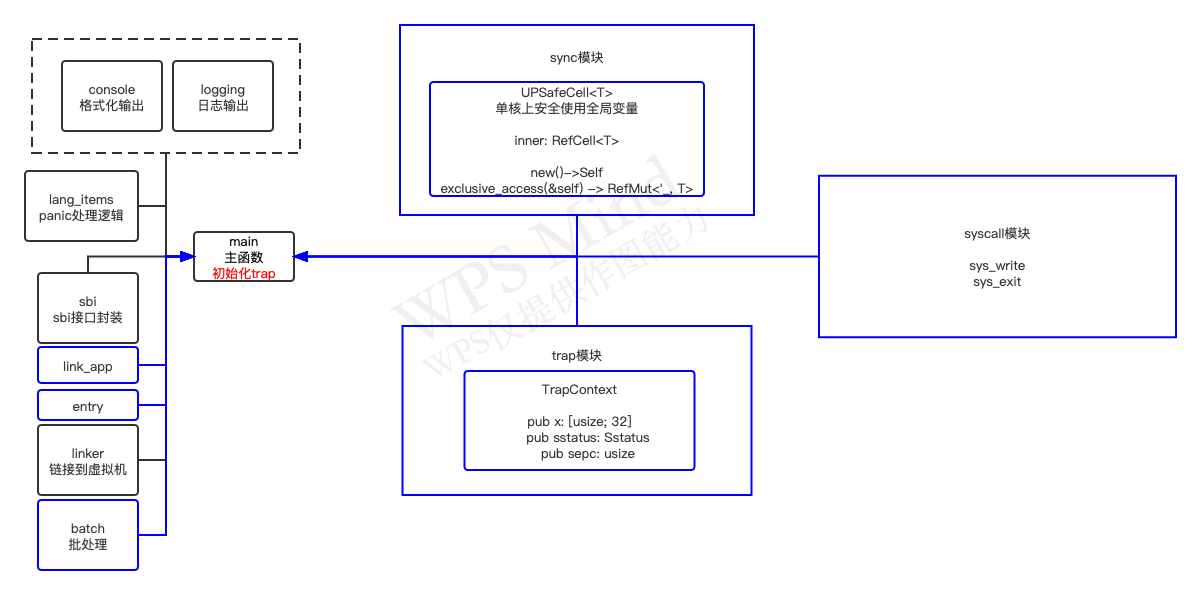 console
格式化输出
logging
日志输出
lang_items
panic处理逻辑
sbi
sbi接口封装
link_app
entry
linker
链接到虚拟机
batch
批处理
main
主函数
初始化trap
sync模块
UPSafeCell<T>
单核上安全使用全局变量
inner: RefCell<T>
new()->Self
exclusive_access(&self) -> RefMut<'_, T>
trap模块
TrapContext
pub x: [usize; 32]
pub sstatus: Sstatus
pub sepc: usize
syscall模块
sys_write
sys_exit
WPS Mind
WPS仅提供作图能力